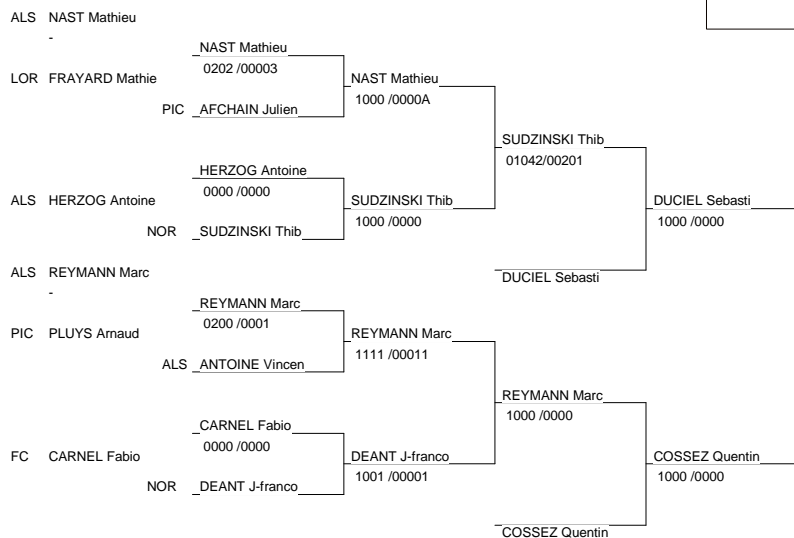 ALS NAST Mathieu
-
NAST Mathieu
0202 /00003
LOR FRAYARD Mathie
NAST Mathieu
1000 /0000A
PIC AFCHAIN Julien
SUDZINSKI Thib
01042/00201
HERZOG Antoine
0000 /0000
ALS HERZOG Antoine
SUDZINSKI Thib
1000 /0000
DUCIEL Sebasti
1000 /0000
NOR SUDZINSKI Thib
ALS REYMANN Marc
-
DUCIEL Sebasti
REYMANN Marc
0200 /0001
PIC PLUYS Arnaud
REYMANN Marc
1111 /00011
ALS ANTOINE Vincen
REYMANN Marc
1000 /0000
CARNEL Fabio
0000 /0000
FC CARNEL Fabio
DEANT J-franco
1001 /00001
COSSEZ Quentin
1000 /0000
NOR DEANT J-franco
COSSEZ Quentin